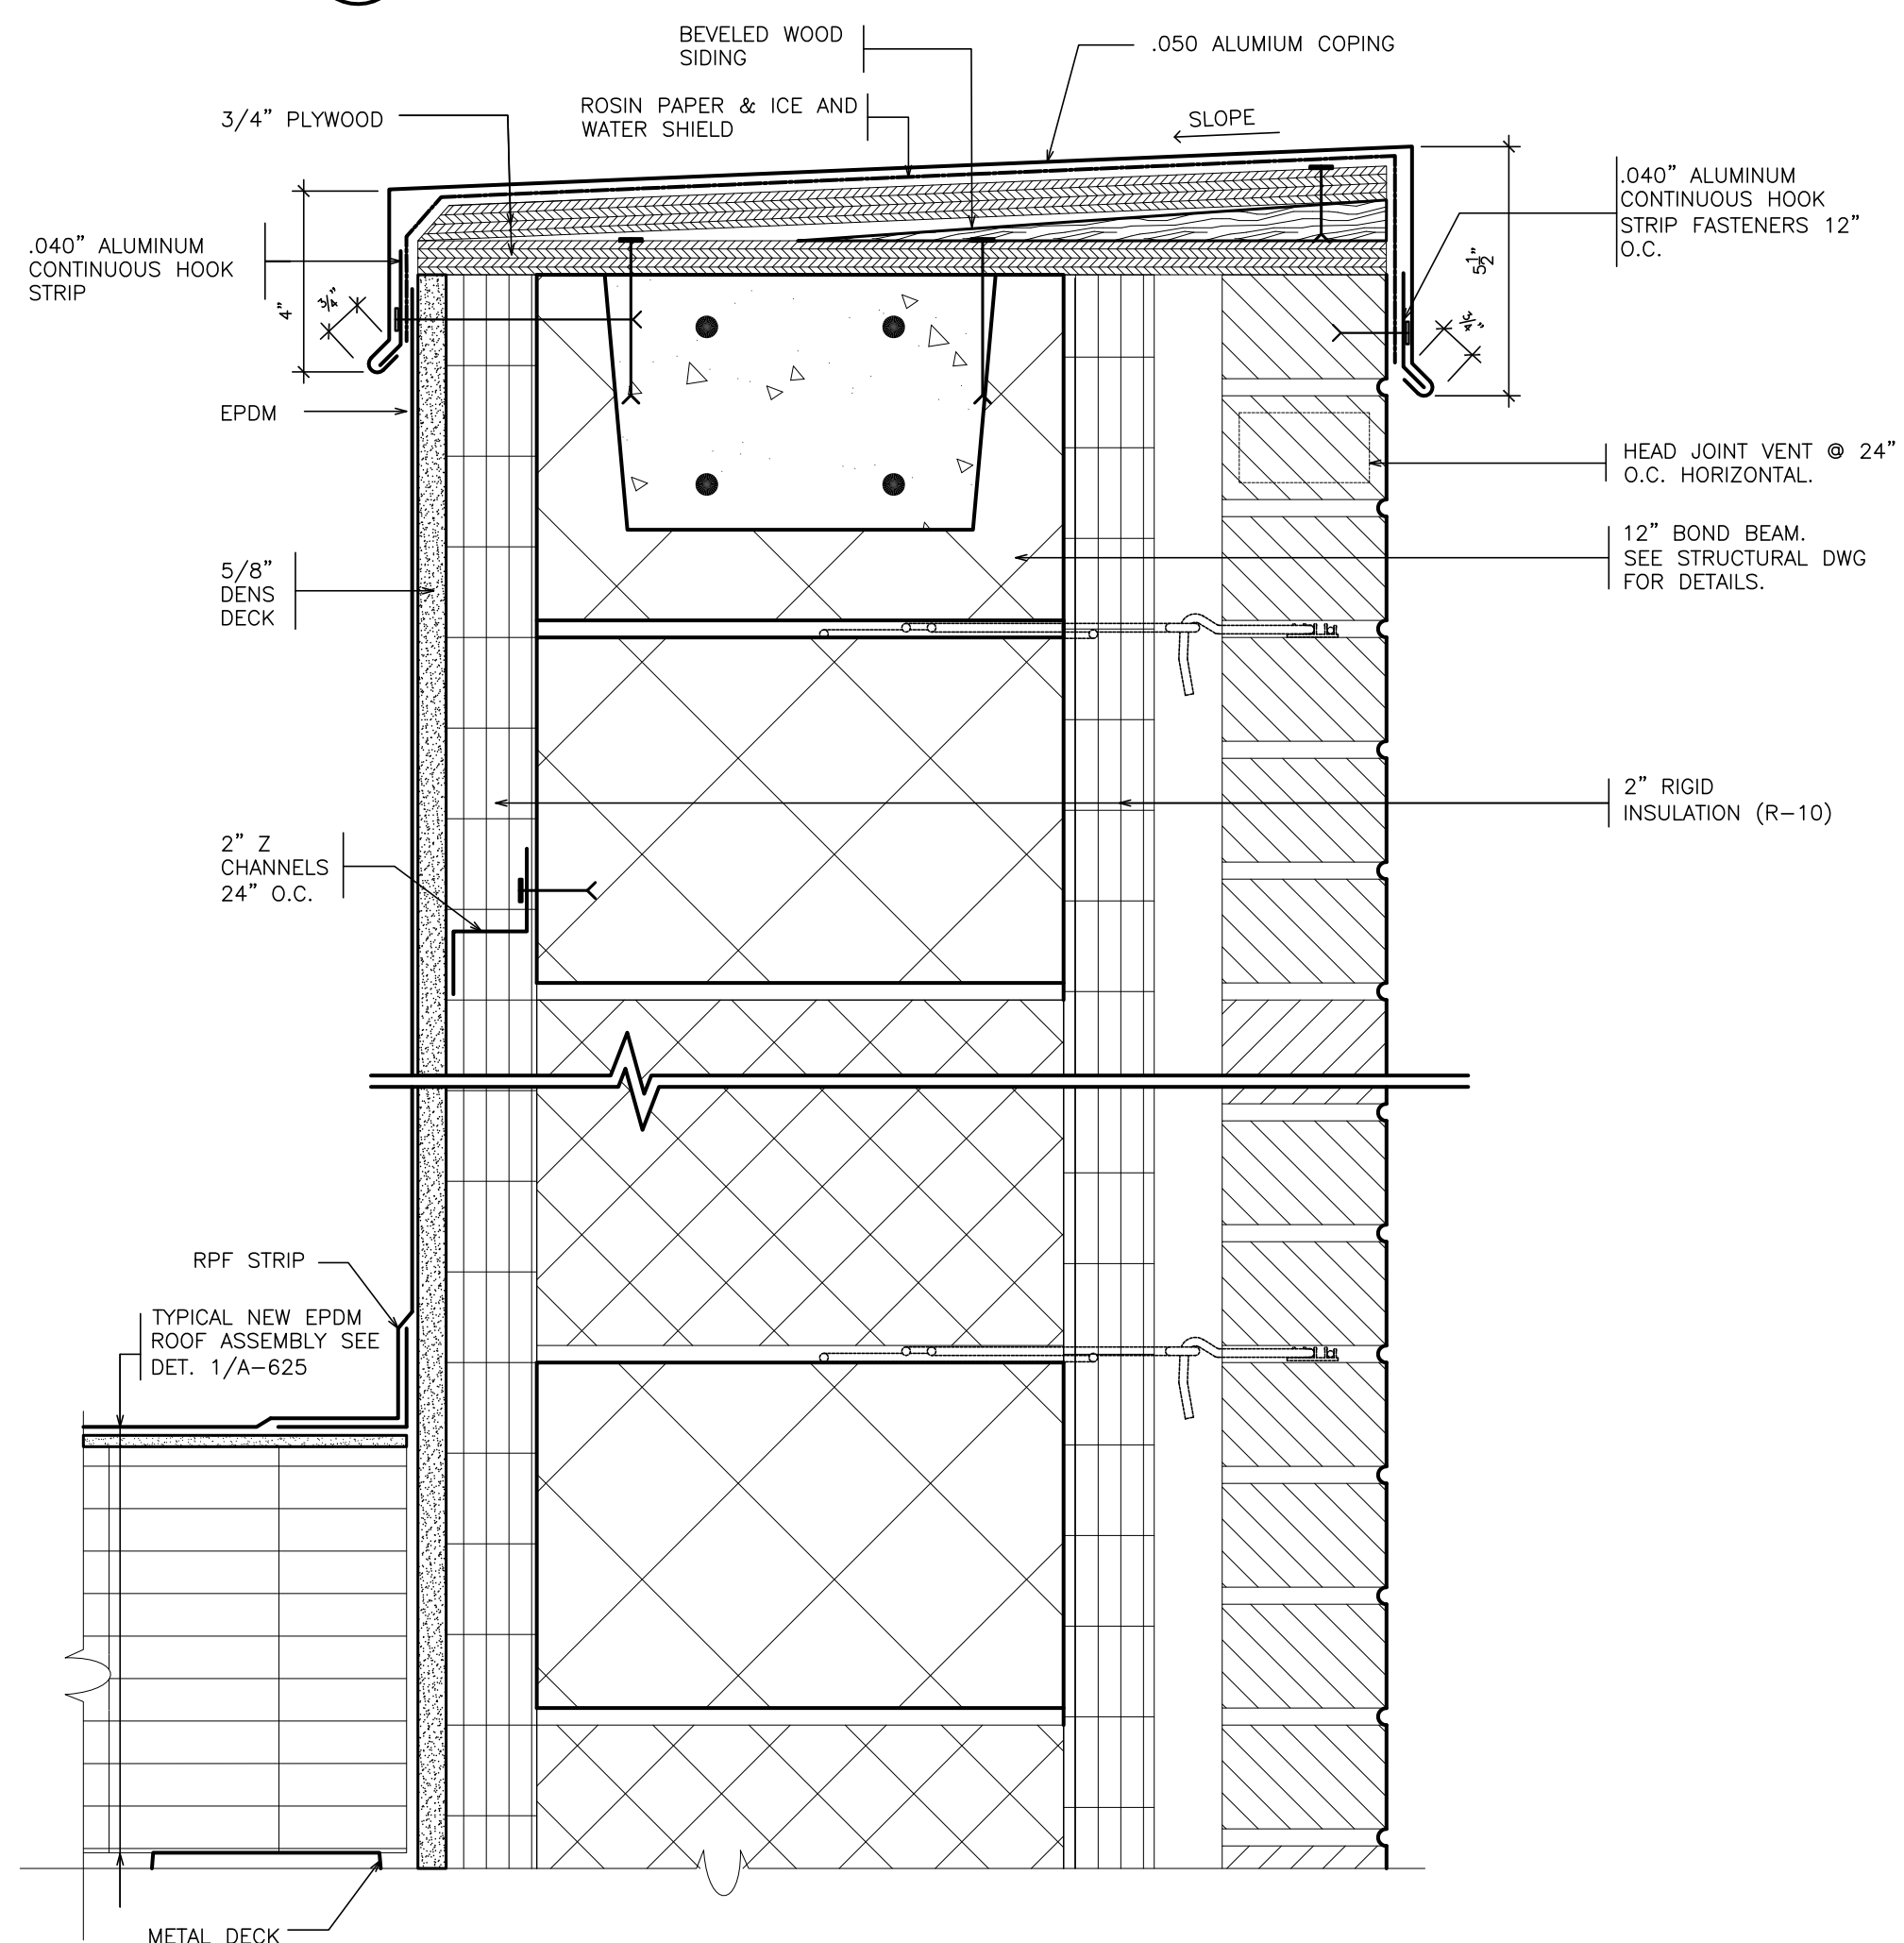 BEVELED WOOD
SIDING
.050 ALUMIUM COPING
3/4" PLYWOOD
ROSIN PAPER & ICE AND
WATER SHIELD
SLOPE
.040" ALUMINUM
CONTINUOUS HOOK
STRIP FASTENERS 12"
O.C.
.040" ALUMINUM
CONTINUOUS HOOK
STRIP
4"
3/4"
5 1/2"
3/4"
EPDM
HEAD JOINT VENT @ 24"
O.C. HORIZONTAL.
12" BOND BEAM.
SEE STRUCTURAL DWG
FOR DETAILS.
5/8"
DENS
DECK
2" RIGID
INSULATION (R-10)
2" Z
CHANNELS
24" O.C.
RPF STRIP
TYPICAL NEW EPDM
ROOF ASSEMBLY SEE
DET. 1/A-625
METAL DECK